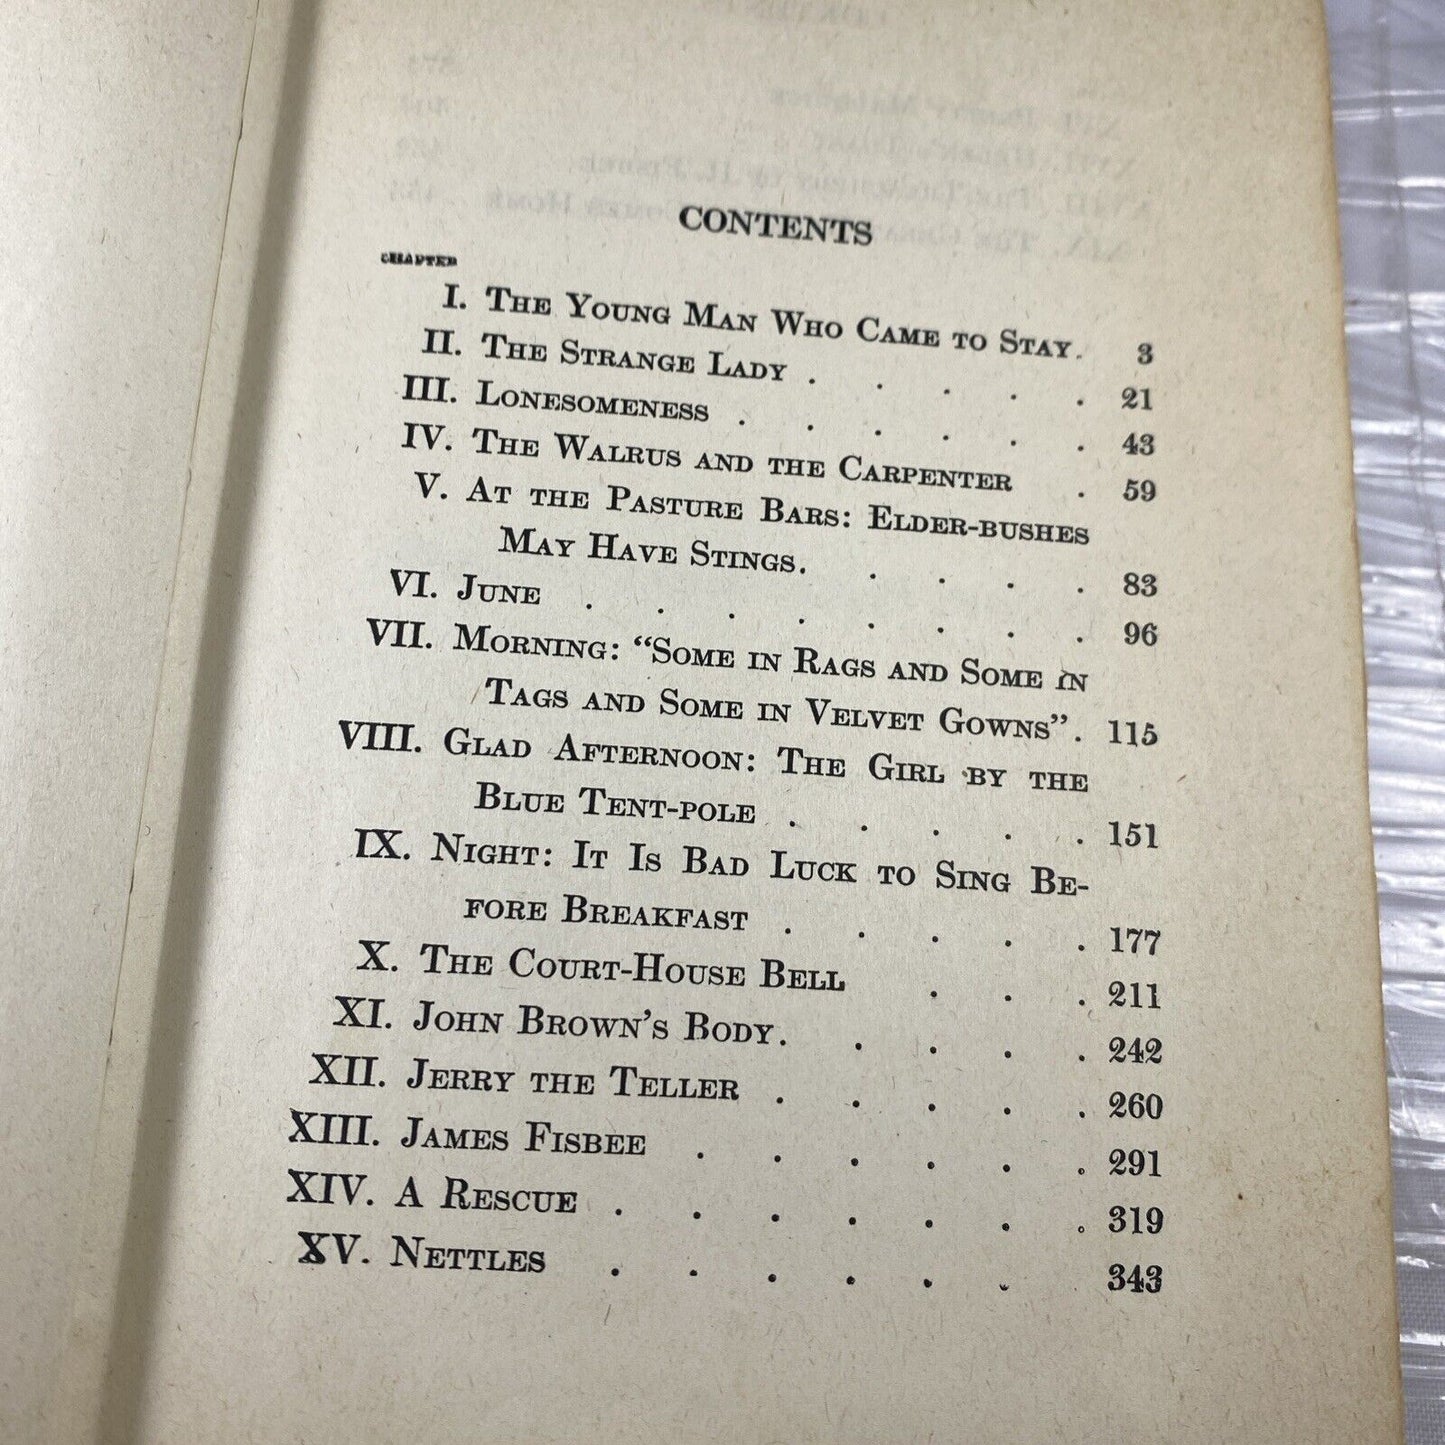 CONTENTS
CHAPTER
I. THE YOUNG MAN WHO CAME TO STAY. 3
II. THE STRANGE LADY . . . . . 21
III. LONESOMENESS . . . . . . 43
IV. THE WALRUS AND THE CARPENTER . 59
V. AT THE PASTURE BARS: ELDER-BUSHES
MAY HAVE STINGS. . . . . 83
VI. JUNE . . . . . . . . 96
VII. MORNING: “SOME IN RAGS AND SOME IN
TAGS AND SOME IN VELVET GOWNS”. 115
VIII. GLAD AFTERNOON: THE GIRL BY THE
BLUE TENT-POLE . . . . . 151
IX. NIGHT: IT IS BAD LUCK TO SING BE-
FORE BREAKFAST . . . . . 177
X. THE COURT-HOUSE BELL . . . 211
XI. JOHN BROWN’S BODY. . . . . 242
XII. JERRY THE TELLER . . . . . 260
XIII. JAMES FISBEE . . . . . . 291
XIV. A RESCUE . . . . . . . 319
XV. NETTLES . . . . . . 343